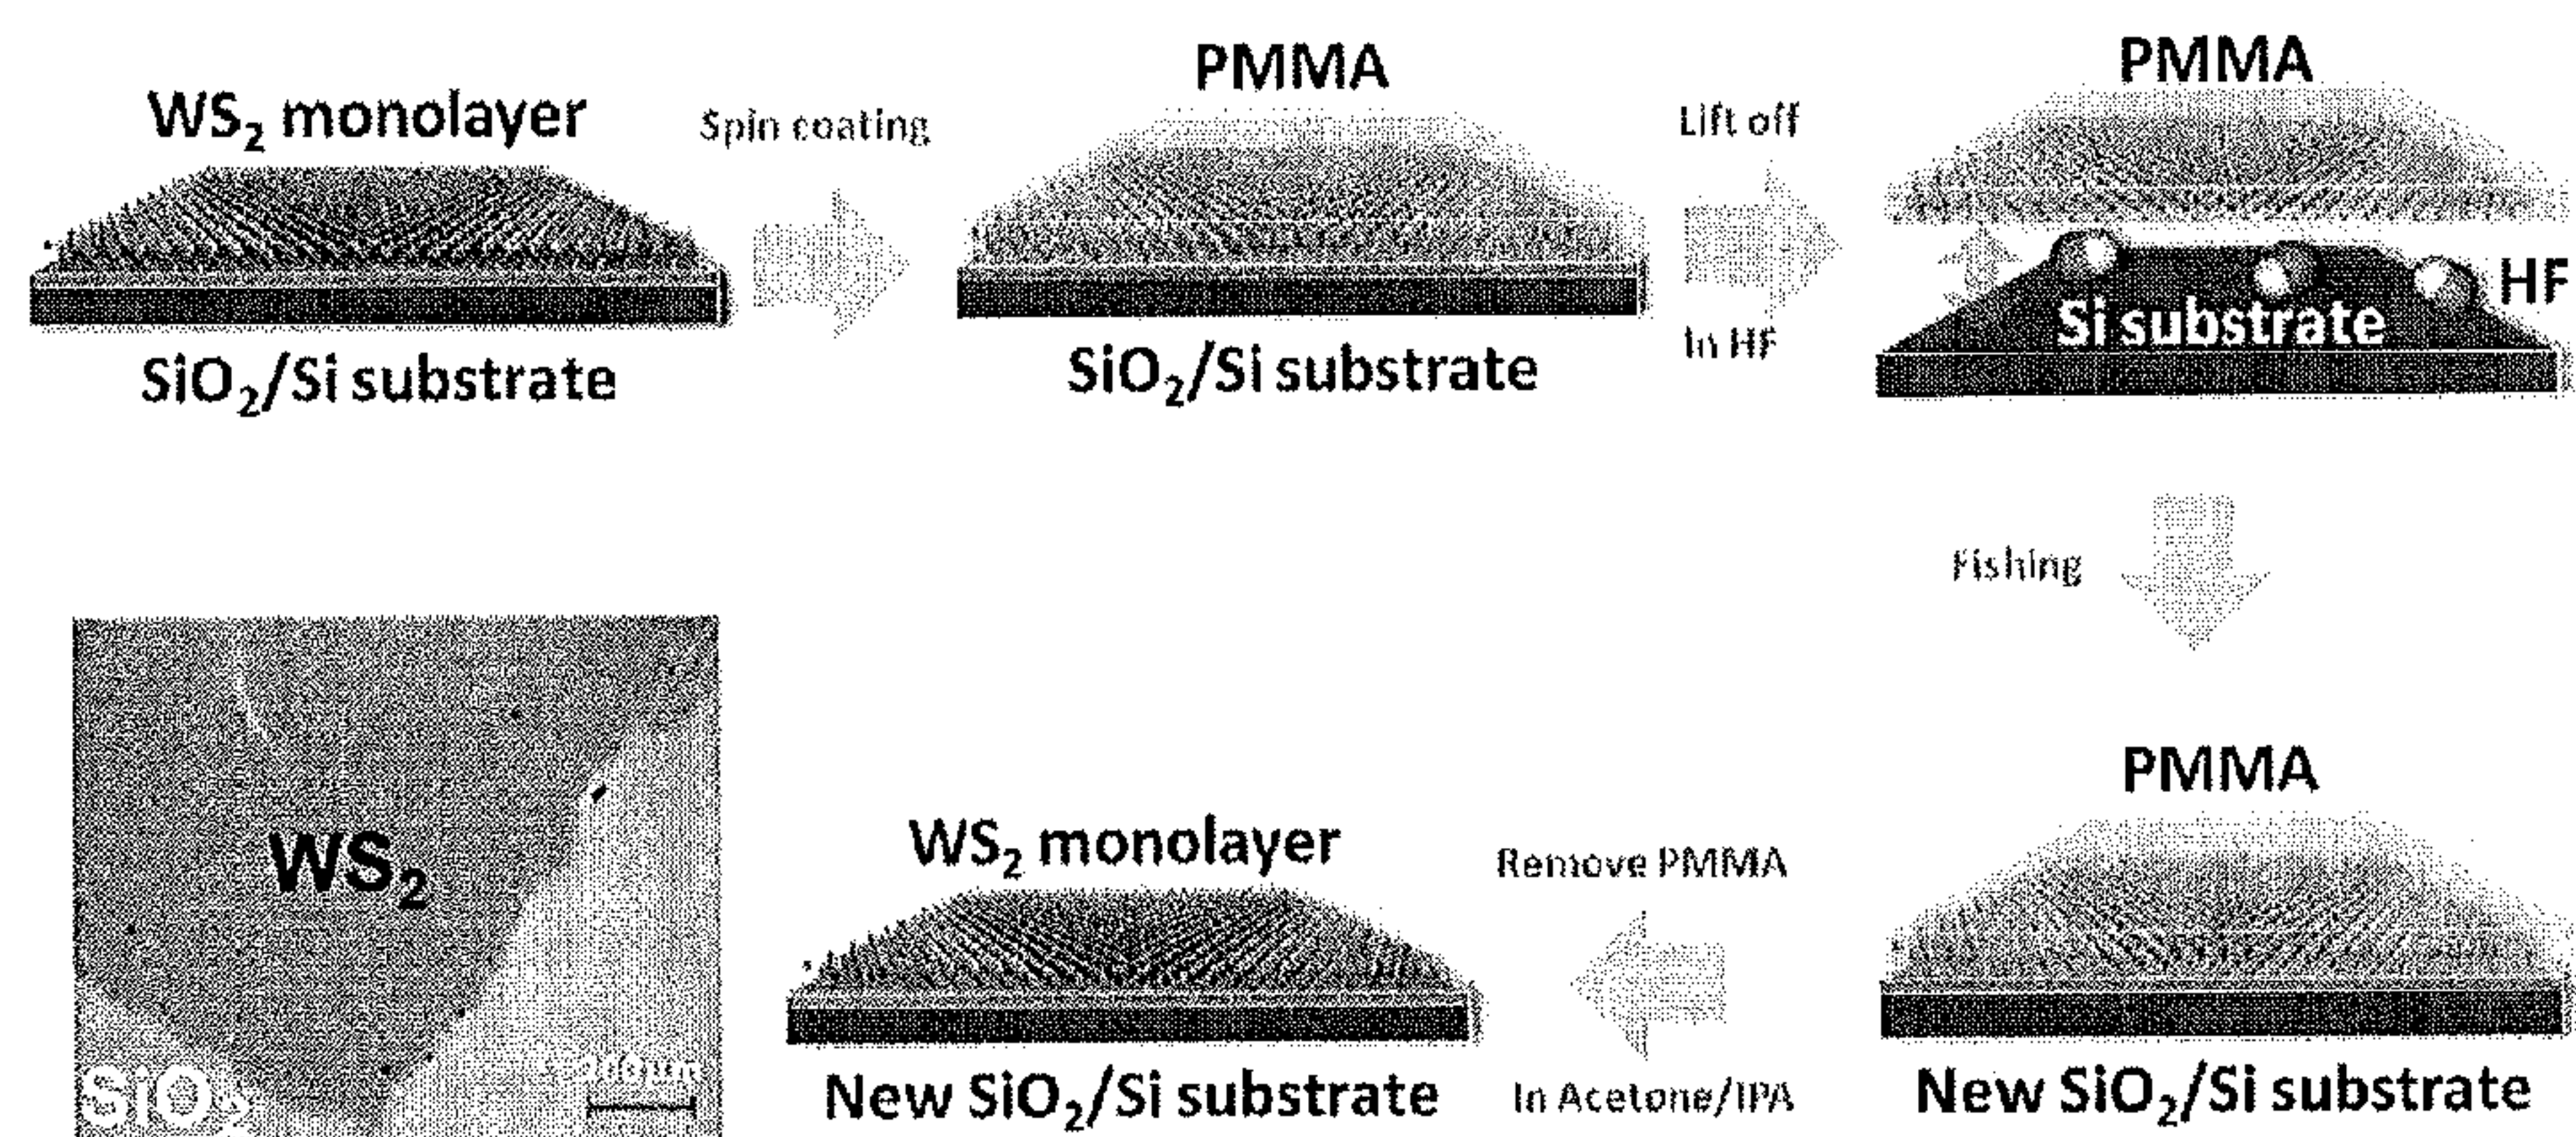 WS₂ monolayer
SiO₂/Si substrate
Spin coating
PMMA
SiO₂/Si substrate
Lift off
In HF
PMMA
HF
Si substrate
Fishing
PMMA
New SiO₂/Si substrate
Remove PMMA
In Acetone/IPA
WS₂ monolayer
New SiO₂/Si substrate
WS₂
SiO₂